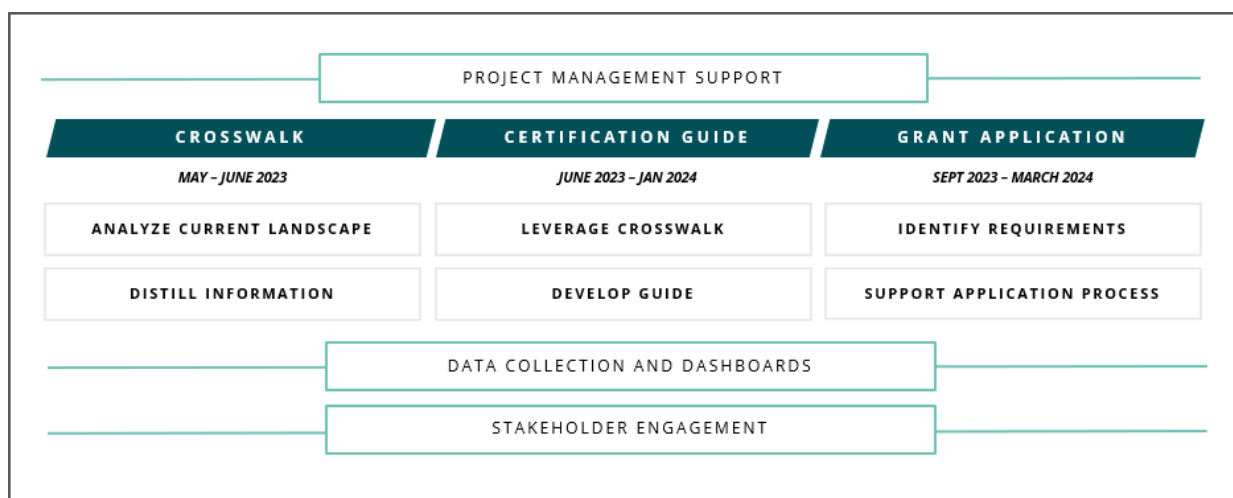 PROJECT MANAGEMENT SUPPORT
CROSSWALK
CERTIFICATION GUIDE
GRANT APPLICATION
MAY – JUNE 2023
JUNE 2023 – JAN 2024
SEPT 2023 – MARCH 2024
ANALYZE CURRENT LANDSCAPE
LEVERAGE CROSSWALK
IDENTIFY REQUIREMENTS
DISTILL INFORMATION
DEVELOP GUIDE
SUPPORT APPLICATION PROCESS
DATA COLLECTION AND DASHBOARDS
STAKEHOLDER ENGAGEMENT